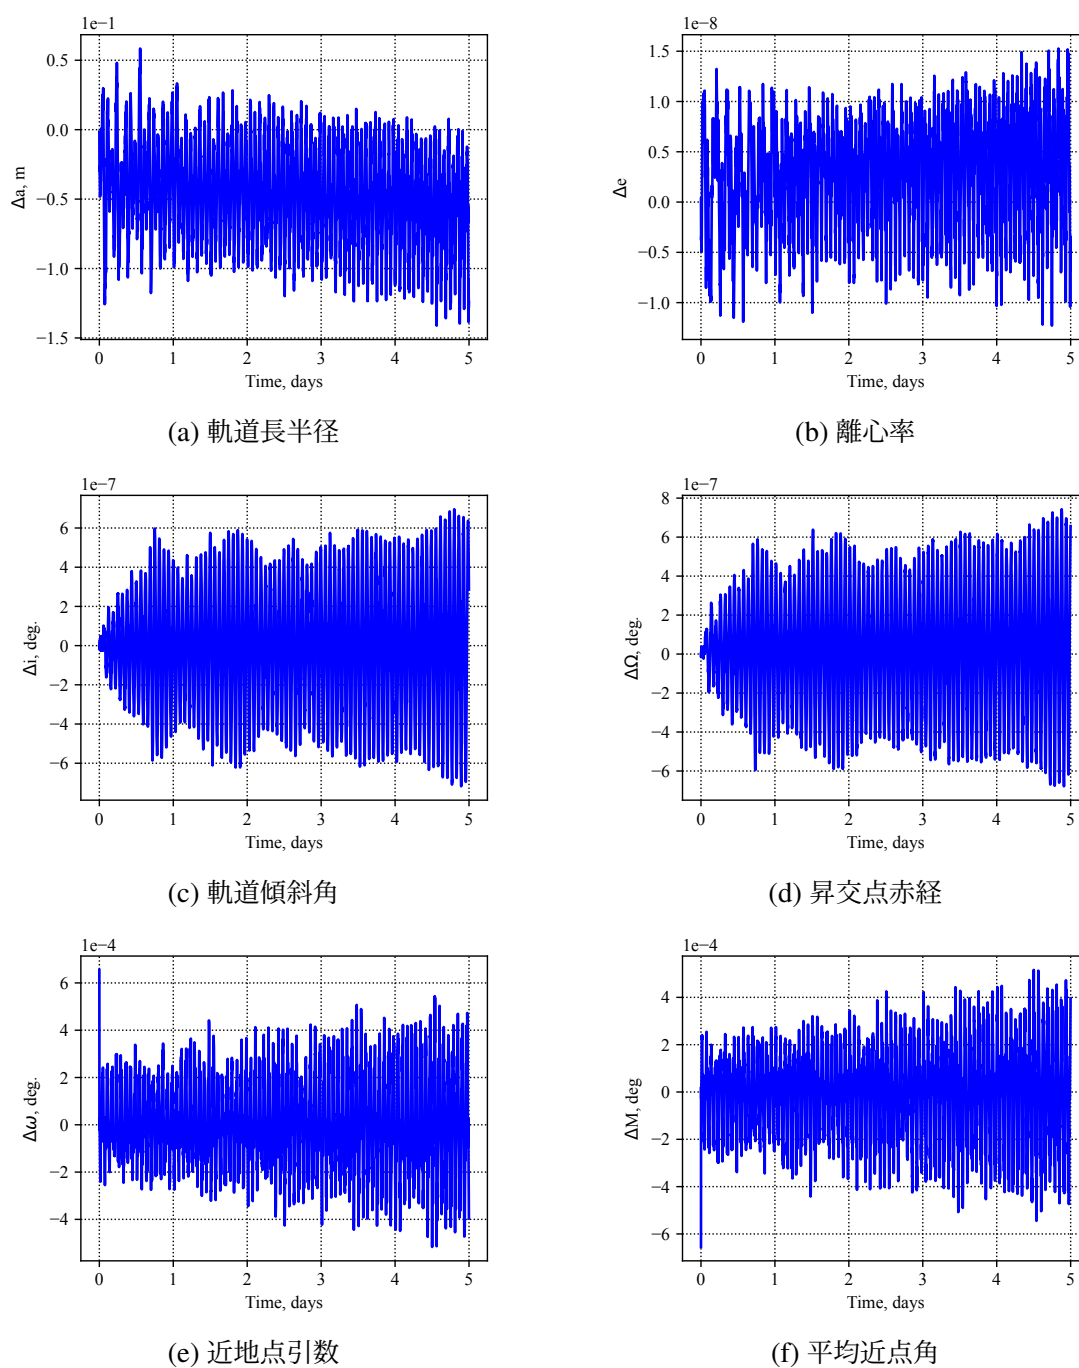 1e−1
0.5
0.0
−0.5
−1.0
−1.5
Δa, m
0 1 2 3 4 5
Time, days
(a) 軌道長半径
1e−8
1.5
1.0
0.5
0.0
−0.5
−1.0
Δe
0 1 2 3 4 5
Time, days
(b) 離心率
1e−7
6
4
2
0
−2
−4
−6
Δi, deg.
0 1 2 3 4 5
Time, days
(c) 軌道傾斜角
1e−7
8
6
4
2
0
−2
−4
−6
ΔΩ, deg.
0 1 2 3 4 5
Time, days
(d) 昇交点赤経
1e−4
6
4
2
0
−2
−4
Δω, deg.
0 1 2 3 4 5
Time, days
(e) 近地点引数
1e−4
4
2
0
−2
−4
−6
ΔM, deg
0 1 2 3 4 5
Time, days
(f) 平均近点角